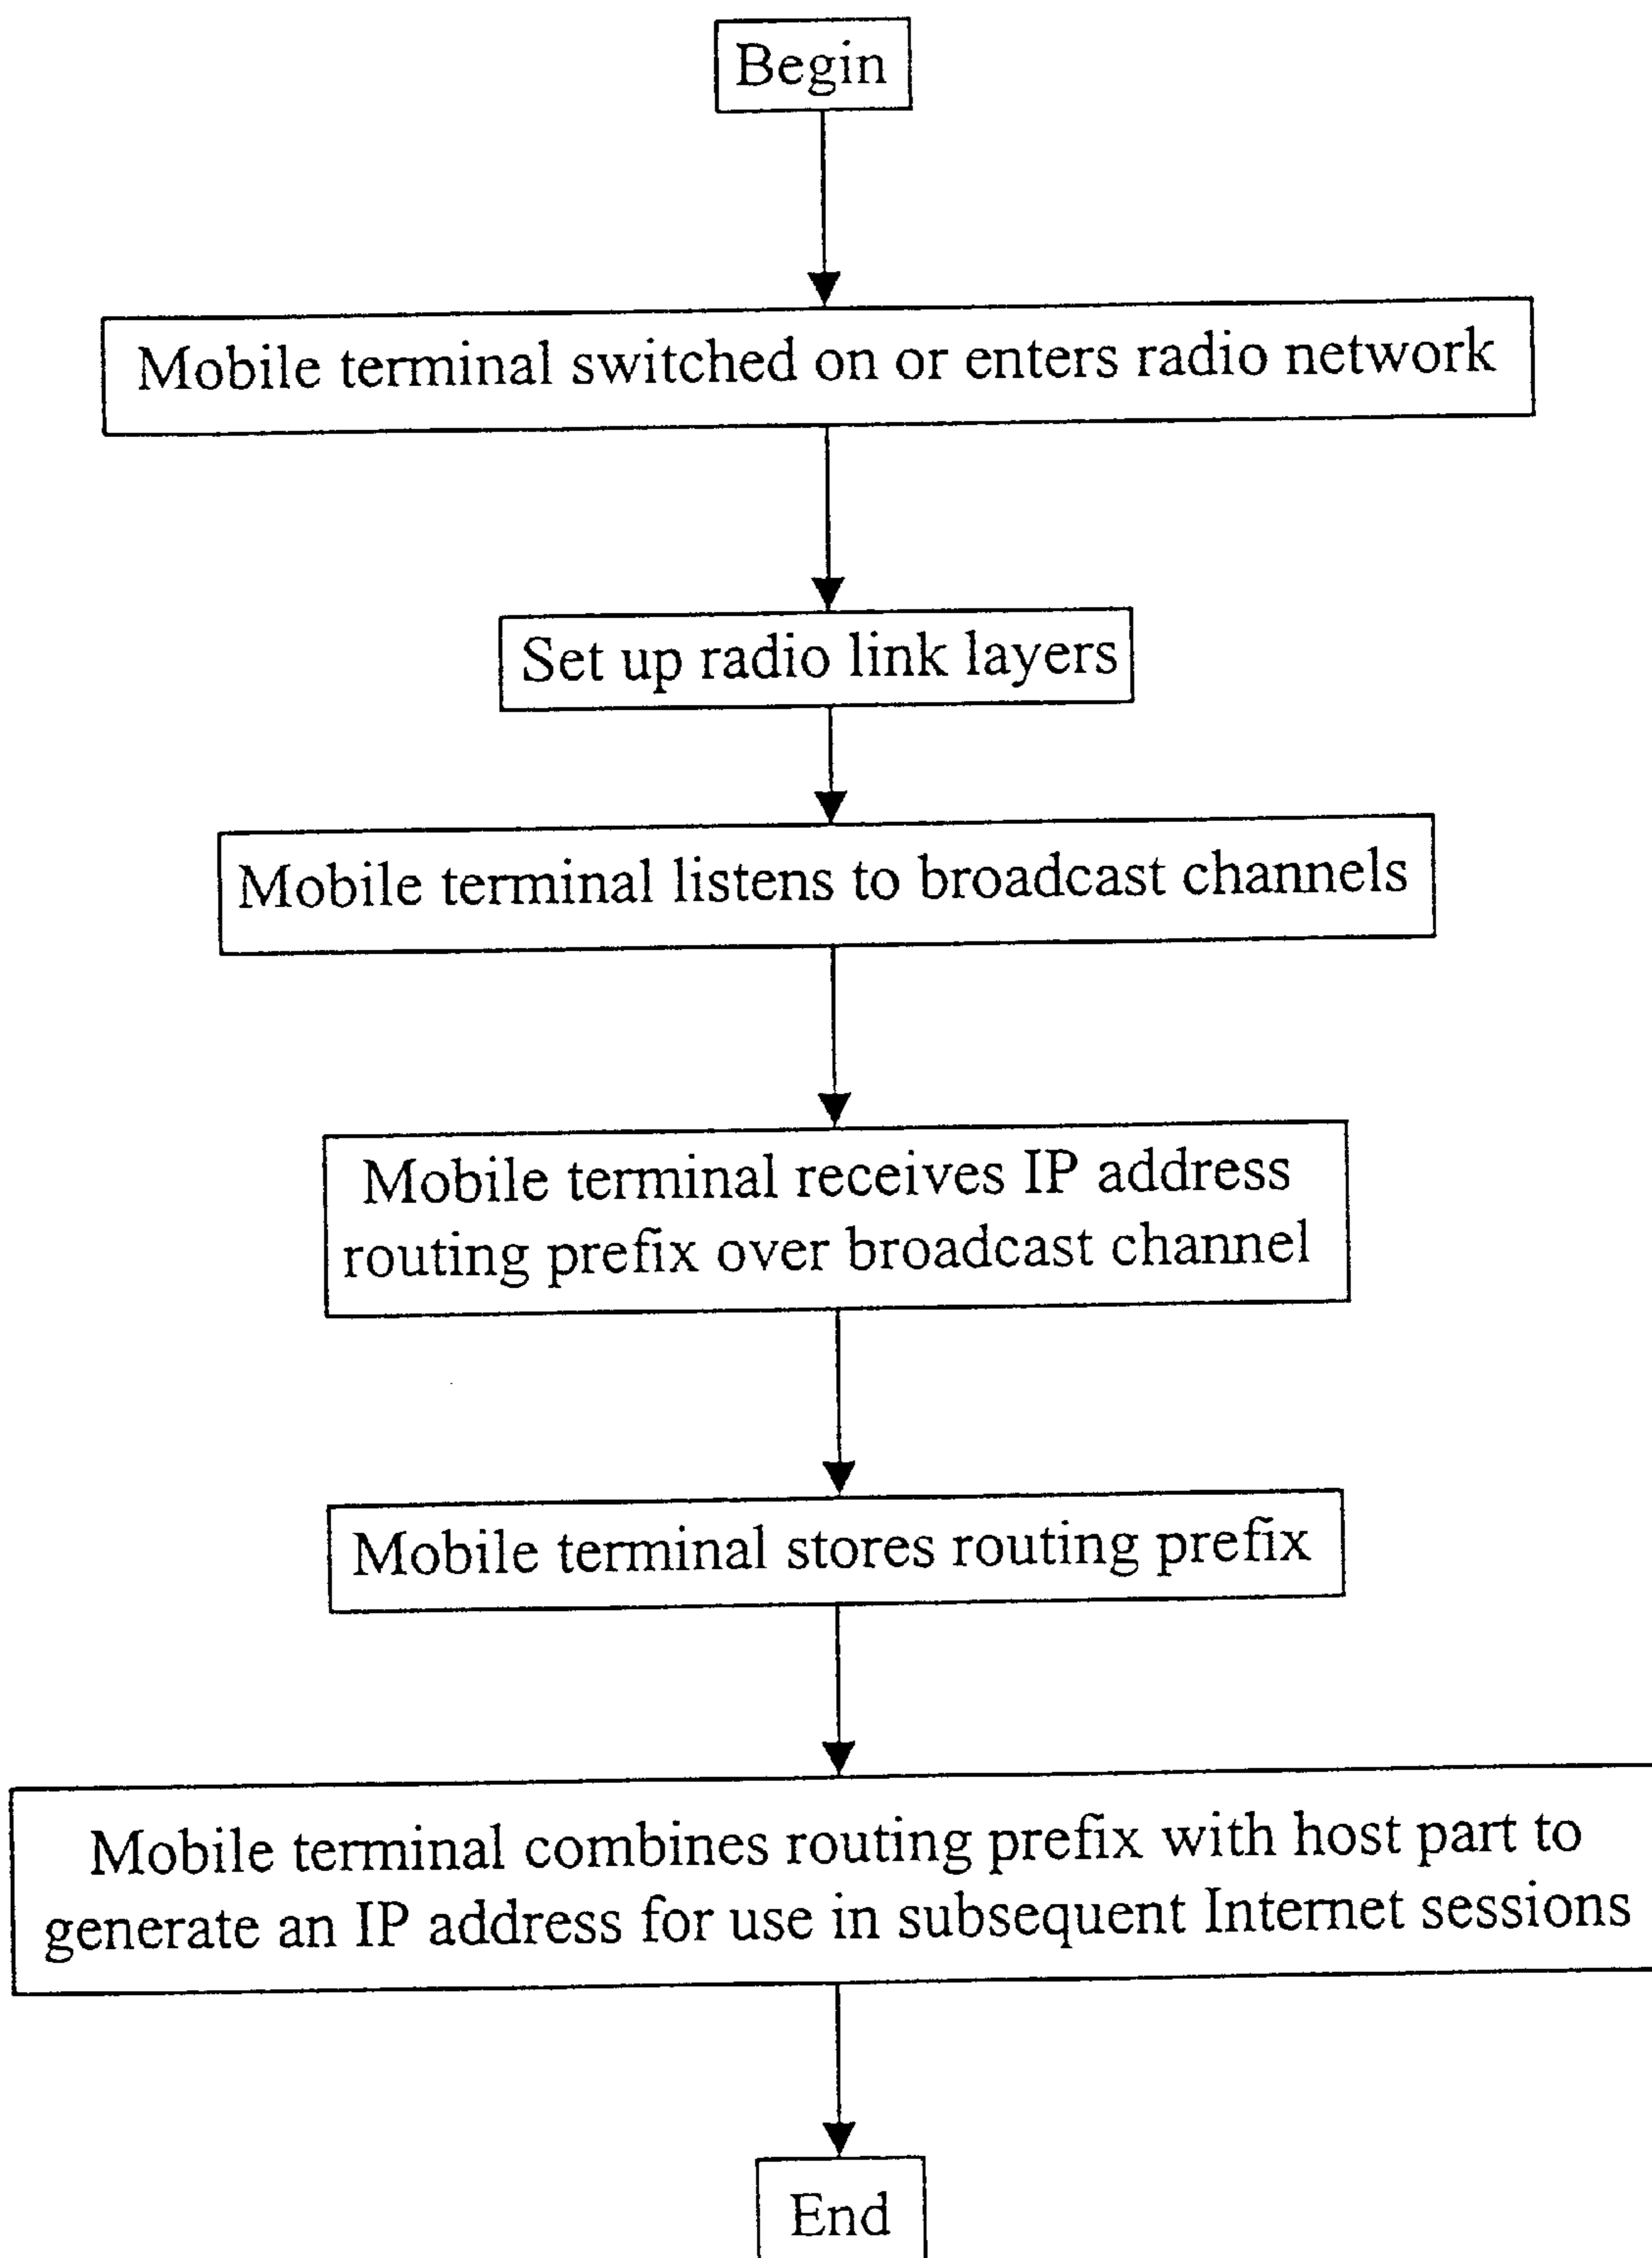 Begin
Mobile terminal switched on or enters radio network
Set up radio link layers
Mobile terminal listens to broadcast channels
Mobile terminal receives IP address
routing prefix over broadcast channel
Mobile terminal stores routing prefix
Mobile terminal combines routing prefix with host part to
generate an IP address for use in subsequent Internet sessions
End